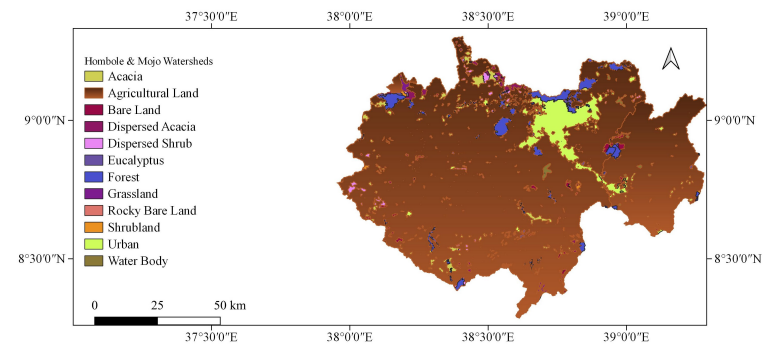 37°30′0″E 38°0′0″E 38°30′0″E 39°0′0″E
Hombole & Mojo Watersheds
Acacia
Agricultural Land
Bare Land
9°0′0″N 9°0′0″N
Dispersed Acacia
Dispersed Shrub
Eucalyptus
Forest
Grassland
Rocky Bare Land
Shrubland
Urban
8°30′0″N 8°30′0″N
Water Body
0 25 50 km
37°30′0″E 38°0′0″E 38°30′0″E 39°0′0″E